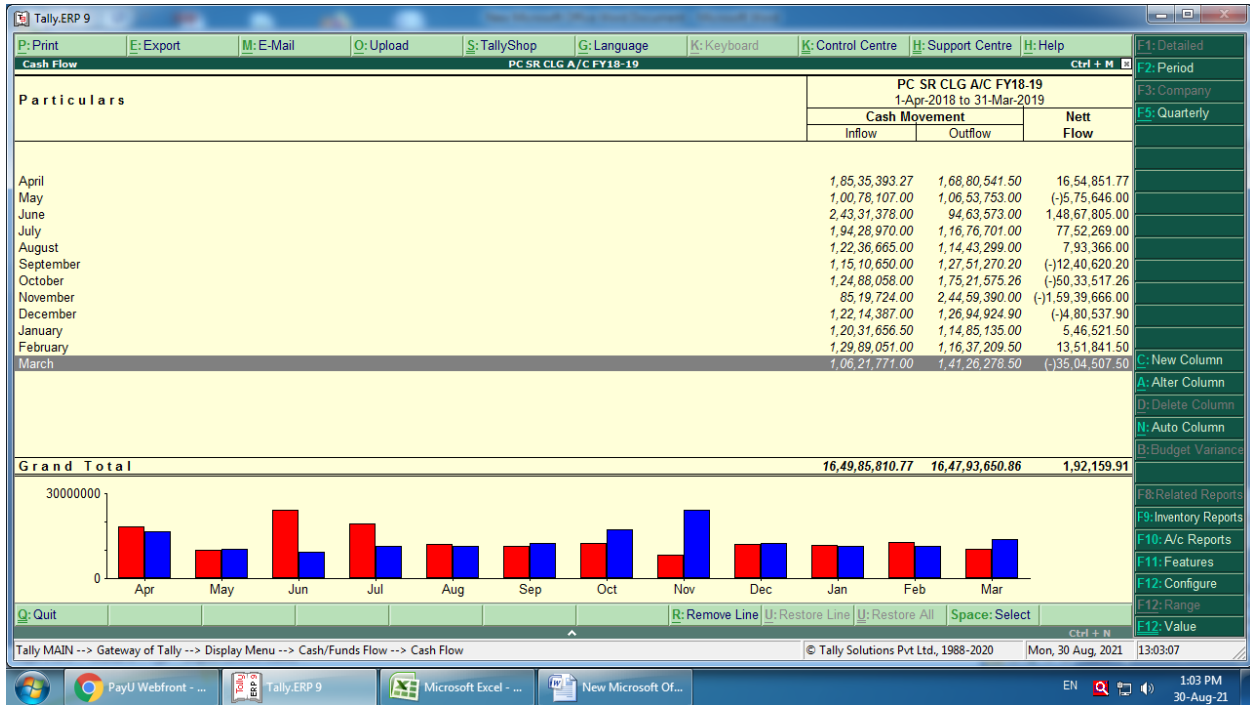 Tally.ERP 9
P: Print E: Export M: E-Mail O: Upload S: TallyShop G: Language K: Keyboard K: Control Centre H: Support Centre H: Help F1: Detailed
Cash Flow PC SR CLG A/C FY18-19 Ctrl + M
F2: Period
F3: Company
F5: Quarterly
Particulars
PC SR CLG A/C FY18-19
1-Apr-2018 to 31-Mar-2019
Cash Movement Nett
Inflow Outflow Flow
April 1,85,35,393.27 1,68,80,541.50 16,54,851.77
May 1,00,78,107.00 1,06,53,753.00 (-)5,75,646.00
June 2,43,31,378.00 94,63,573.00 1,48,67,805.00
July 1,94,28,970.00 1,16,76,701.00 77,52,269.00
August 1,22,36,665.00 1,14,43,299.00 7,93,366.00
September 1,15,10,650.00 1,27,51,270.20 (-)12,40,620.20
October 1,24,88,058.00 1,75,21,575.26 (-)50,33,517.26
November 85,19,724.00 2,44,59,390.00 (-)1,59,39,666.00
December 1,22,14,387.00 1,26,94,924.90 (-)4,80,537.90
January 1,20,31,656.50 1,14,85,135.00 5,46,521.50
February 1,29,89,051.00 1,16,37,209.50 13,51,841.50
March 1,06,21,771.00 1,41,26,278.50 (-)35,04,507.50
C: New Column
A: Alter Column
D: Delete Column
N: Auto Column
B: Budget Variance
Grand Total 16,49,85,810.77 16,47,93,650.86 1,92,159.91
30000000
0
Apr May Jun Jul Aug Sep Oct Nov Dec Jan Feb Mar
F8: Related Reports
F9: Inventory Reports
F10: A/c Reports
F11: Features
F12: Configure
F12: Range
F12: Value
Q: Quit R: Remove Line U: Restore Line U: Restore All Space: Select
Ctrl + N
Tally MAIN --> Gateway of Tally --> Display Menu --> Cash/Funds Flow --> Cash Flow © Tally Solutions Pvt Ltd., 1988-2020 Mon, 30 Aug, 2021 13:03:07
PayU Webfront - ... Tally.ERP 9 Microsoft Excel - ... New Microsoft Of... EN 1:03 PM
30-Aug-21